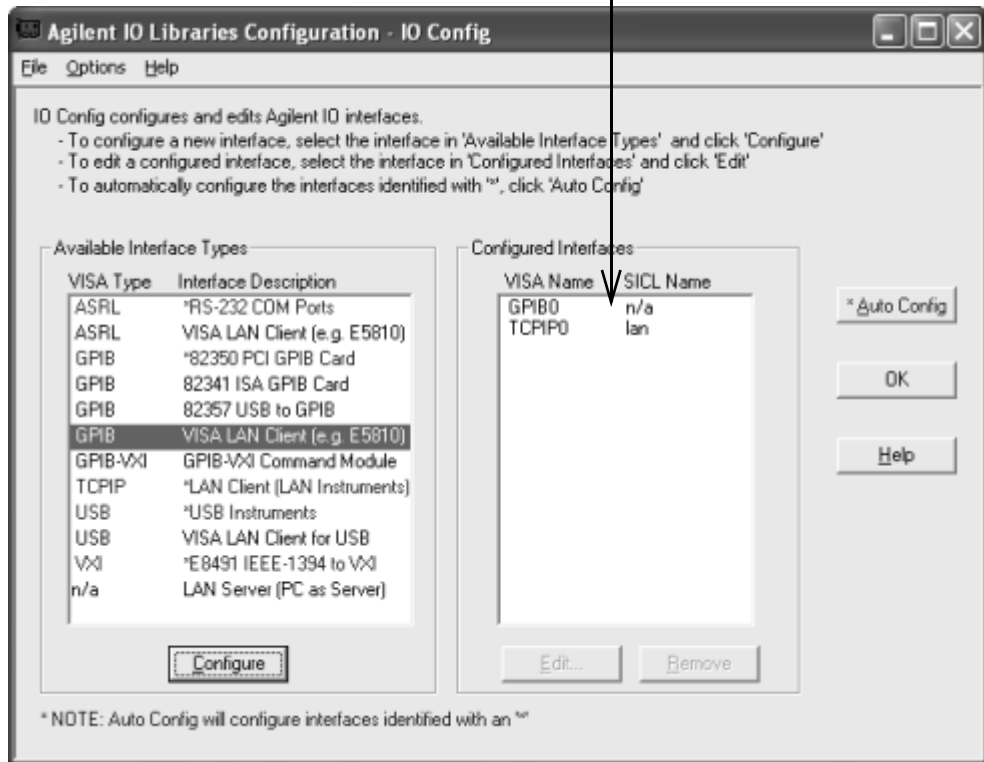 Agilent IO Libraries Configuration - IO Config
File Options Help
IO Config configures and edits Agilent IO interfaces.
- To configure a new interface, select the interface in 'Available Interface Types' and click 'Configure'
- To edit a configured interface, select the interface in 'Configured Interfaces' and click 'Edit'
- To automatically configure the interfaces identified with '*', click 'Auto Config'
Available Interface Types
VISA Type Interface Description
ASRL *RS-232 COM Ports
ASRL VISA LAN Client (e.g. E5810)
GPIB *82350 PCI GPIB Card
GPIB 82341 ISA GPIB Card
GPIB 82357 USB to GPIB
GPIB VISA LAN Client (e.g. E5810)
GPIB-VXI GPIB-VXI Command Module
TCPIP *LAN Client (LAN Instruments)
USB *USB Instruments
USB VISA LAN Client for USB
VXI *E8491 IEEE-1394 to VXI
n/a LAN Server (PC as Server)
Configure
Configured Interfaces
VISA Name SICL Name
GPIB0 n/a
TCPIP0 lan
Edit... Remove
* Auto Config
OK
Help
* NOTE: Auto Config will configure interfaces identified with an '*'